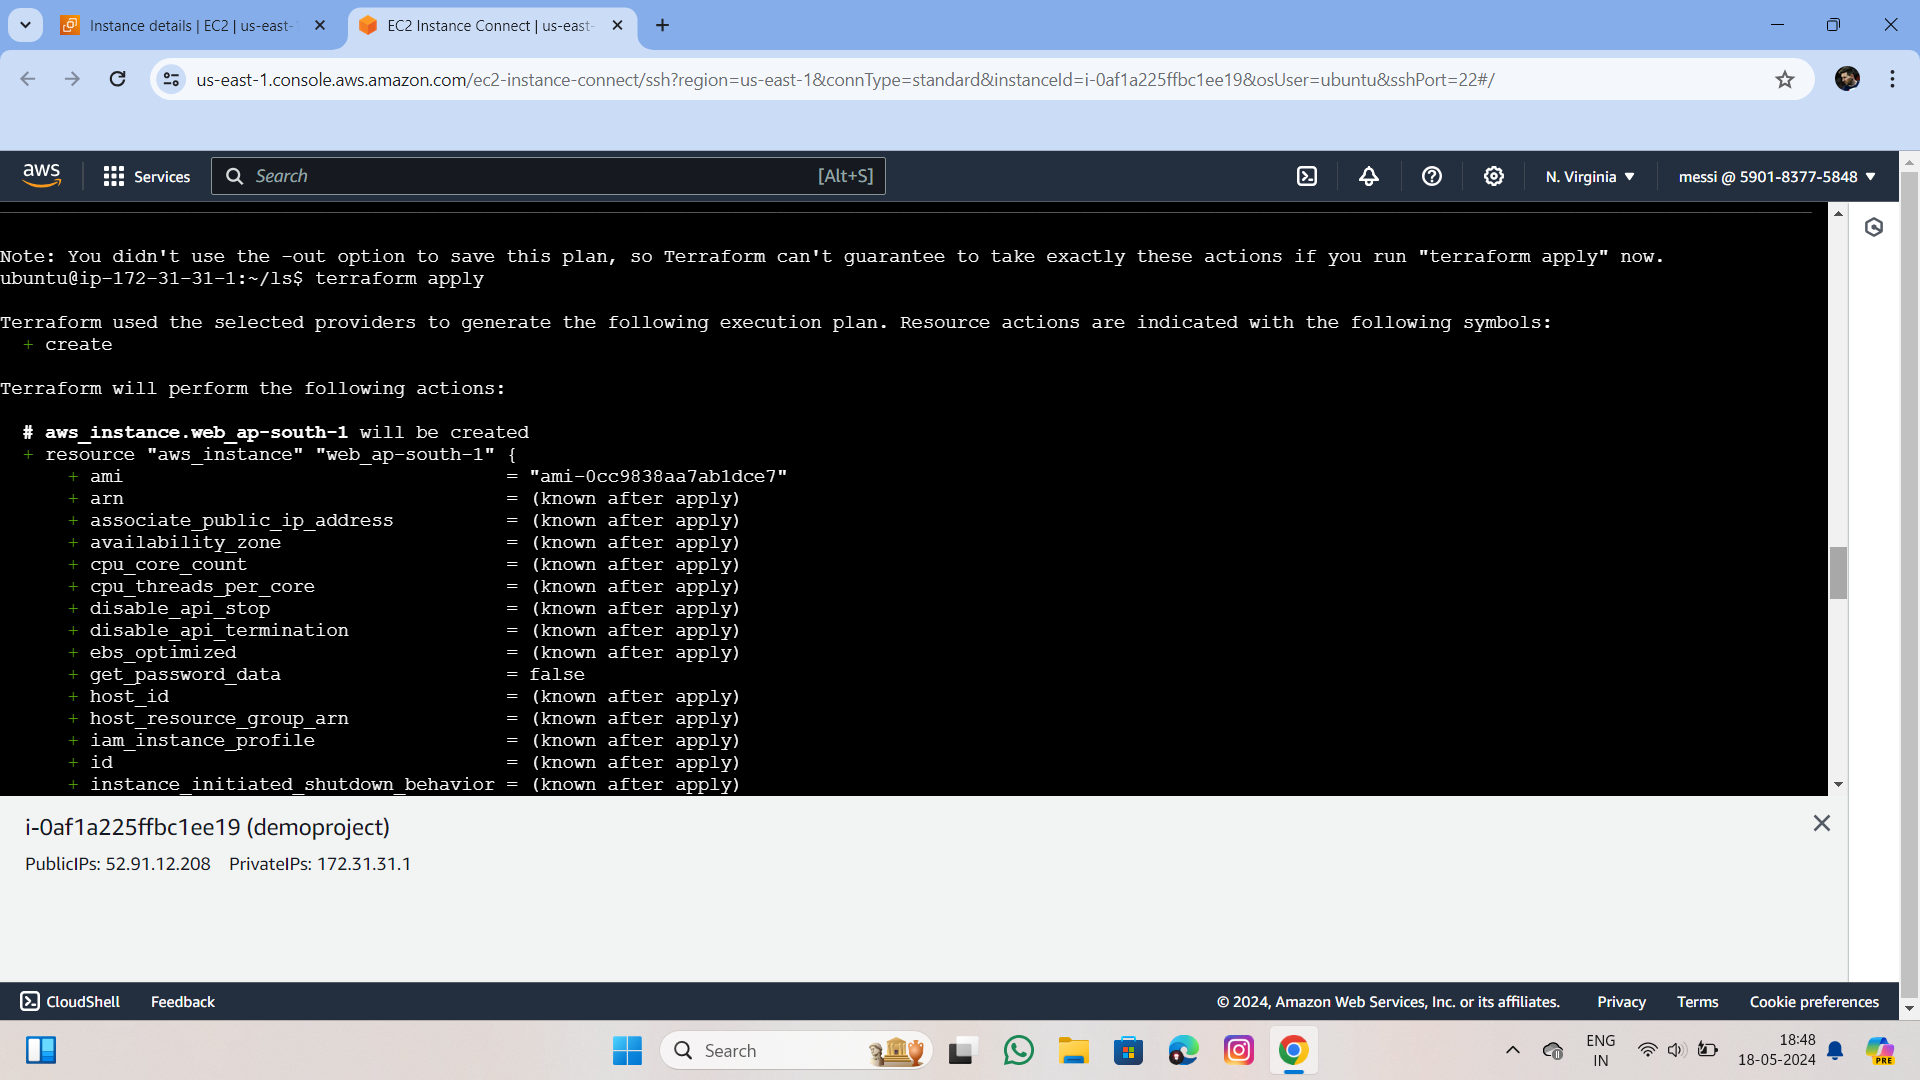 Instance details | EC2 | us-east-1
EC2 Instance Connect | us-east-
us-east-1.console.aws.amazon.com/ec2-instance-connect/ssh?region=us-east-1&connType=standard&instanceId=i-0af1a225ffbc1ee19&osUser=ubuntu&sshPort=22#/
aws
Services
Search
[Alt+S]
N. Virginia
messi @ 5901-8377-5848
Note: You didn't use the -out option to save this plan, so Terraform can't guarantee to take exactly these actions if you run "terraform apply" now.
ubuntu@ip-172-31-31-1:~/ls$ terraform apply
Terraform used the selected providers to generate the following execution plan. Resource actions are indicated with the following symbols:
+ create
Terraform will perform the following actions:
# aws_instance.web_ap-south-1 will be created
+ resource "aws_instance" "web_ap-south-1" {
+ ami = "ami-0cc9838aa7ab1dce7"
+ arn = (known after apply)
+ associate_public_ip_address = (known after apply)
+ availability_zone = (known after apply)
+ cpu_core_count = (known after apply)
+ cpu_threads_per_core = (known after apply)
+ disable_api_stop = (known after apply)
+ disable_api_termination = (known after apply)
+ ebs_optimized = (known after apply)
+ get_password_data = false
+ host_id = (known after apply)
+ host_resource_group_arn = (known after apply)
+ iam_instance_profile = (known after apply)
+ id = (known after apply)
+ instance_initiated_shutdown_behavior = (known after apply)
i-0af1a225ffbc1ee19 (demoproject)
PublicIPs: 52.91.12.208 PrivateIPs: 172.31.31.1
CloudShell
Feedback
© 2024, Amazon Web Services, Inc. or its affiliates.
Privacy
Terms
Cookie preferences
Search
ENG
IN
18:48
18-05-2024
PRE